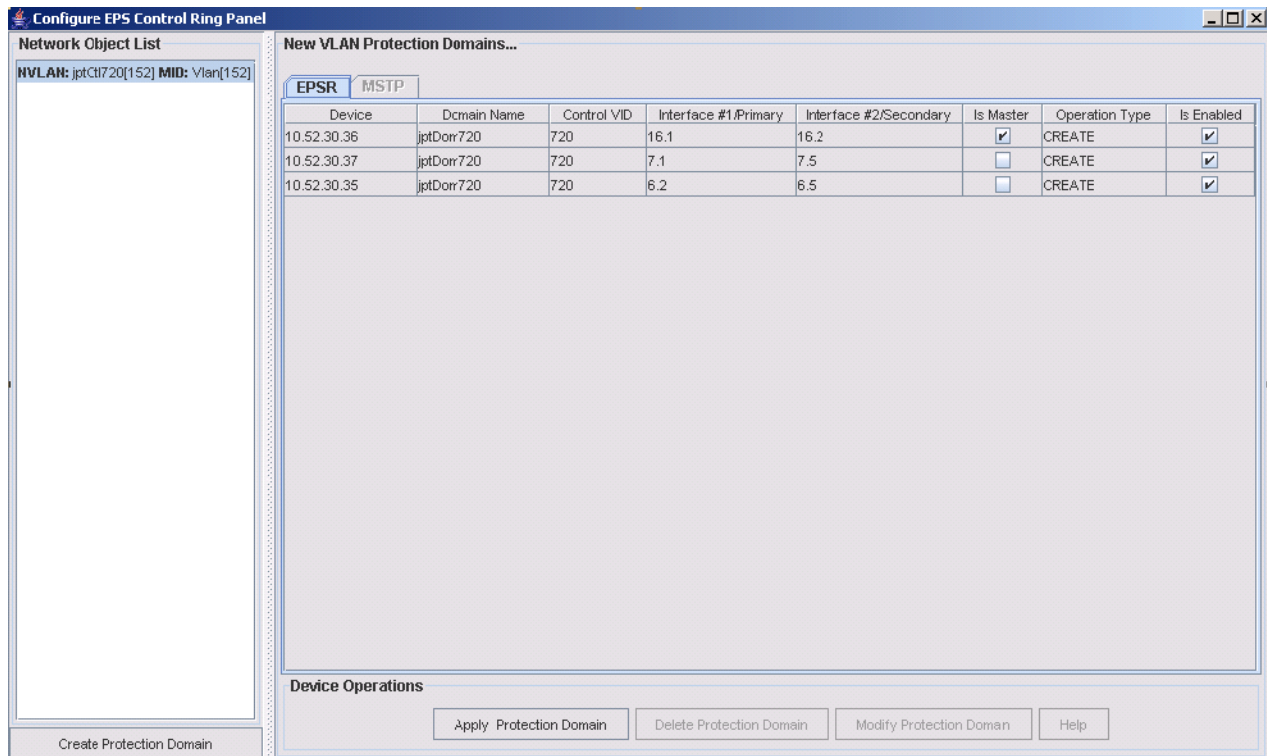 Configure EPS Control Ring Panel
Network Object List
NVLAN: jptCtl720[152] MID: Vlan[152]
Create Protection Domain
New VLAN Protection Domains...
EPSR MSTP
Device Domain Name Control VID Interface #1/Primary Interface #2/Secondary Is Master Operation Type Is Enabled
10.52.30.36 jptDom720 720 16.1 16.2 CREATE
10.52.30.37 jptDom720 720 7.1 7.5 CREATE
10.52.30.35 jptDom720 720 6.2 6.5 CREATE
Device Operations
Apply Protection Domain Delete Protection Domain Modify Protection Domain Help